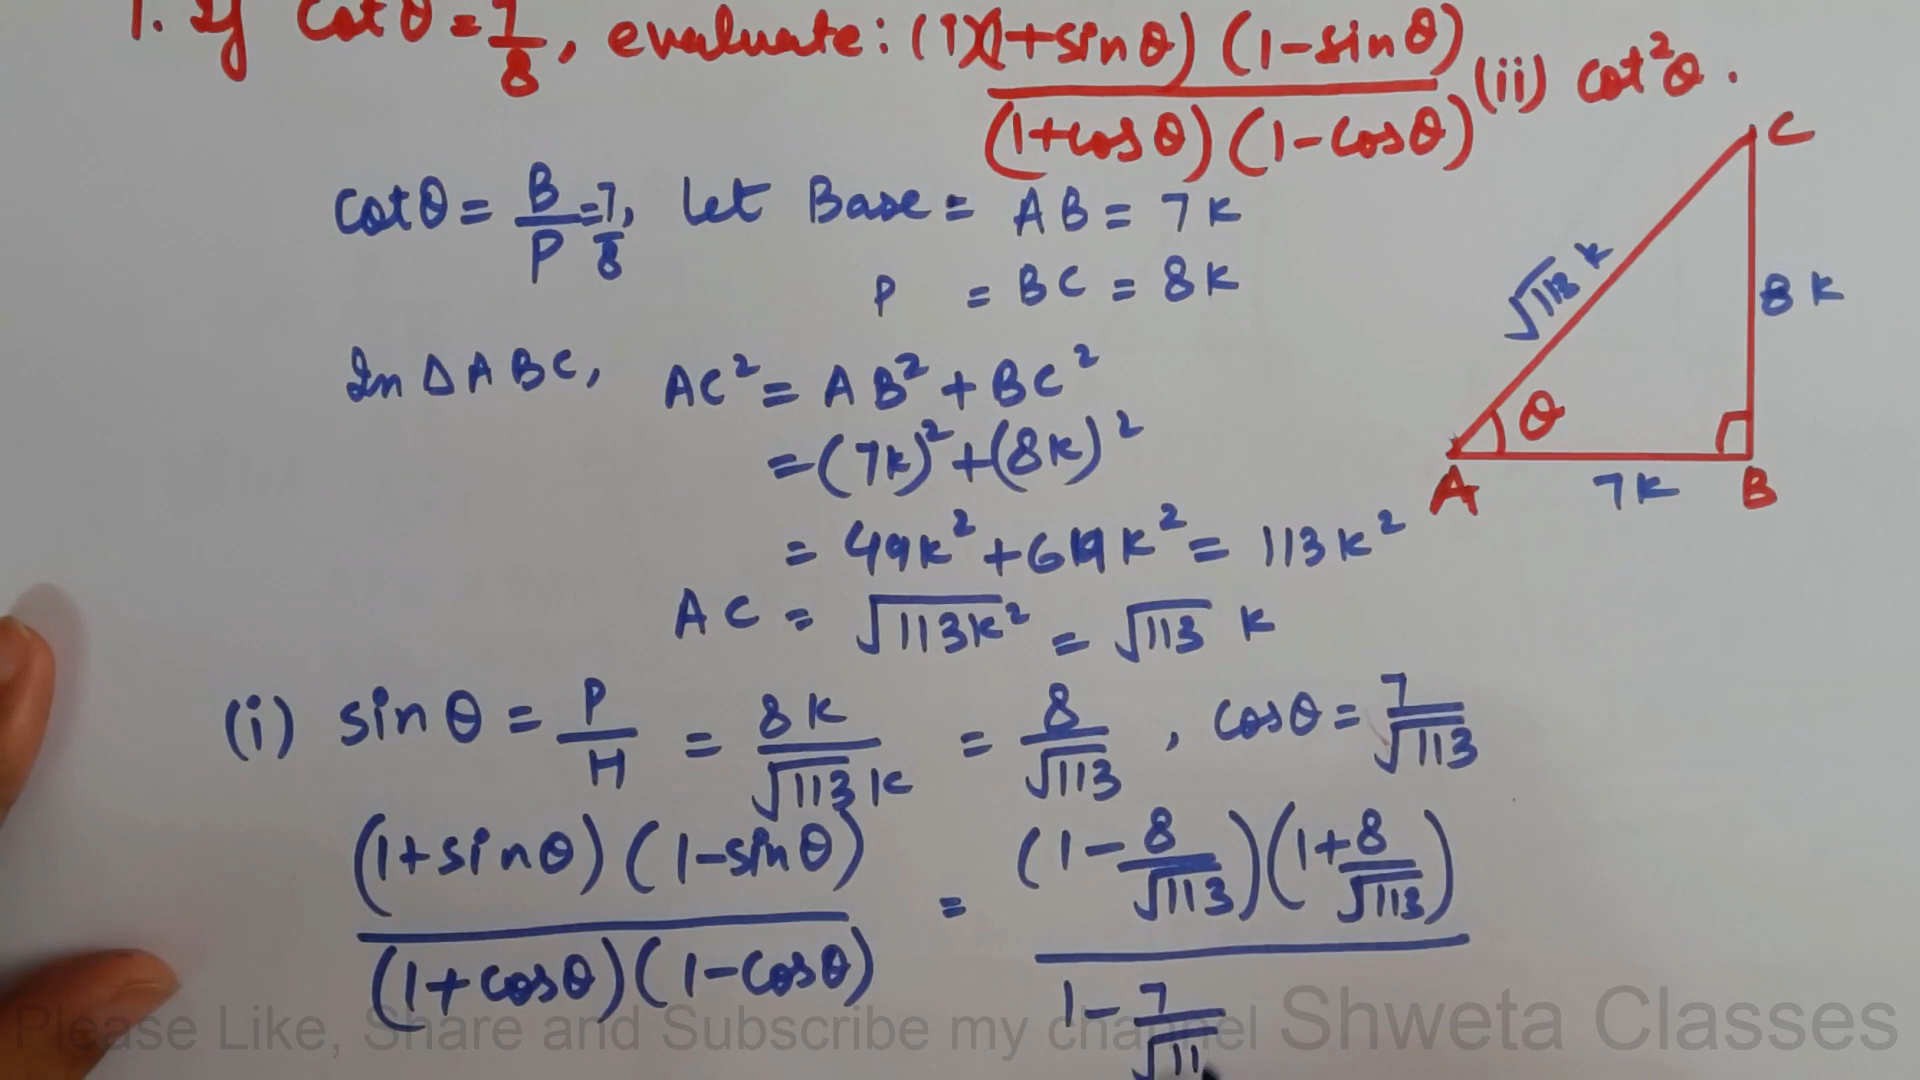 1. If cot θ = 7/8, evaluate: (i) (1+sin θ) (1-sin θ) / (1+cos θ) (1-cos θ) (ii) cot²θ.
cot θ = B/P = 7/8, let Base = AB = 7k
P = BC = 8k
In Δ ABC, AC² = AB² + BC²
= (7k)² + (8k)²
= 49k² + 64k² = 113k²
AC = √113k² = √113 k
(i) sin θ = P/H = 8k/√113 k = 8/√113, cos θ = 7/√113
(1+sin θ) (1-sin θ) / (1+cos θ) (1-cos θ) = (1 - 8/√113) (1 + 8/√113) / 1 - 7/√11
C
√113 k
8k
θ
A
7k
B
Please Like, Share and Subscribe my channel Shweta Classes